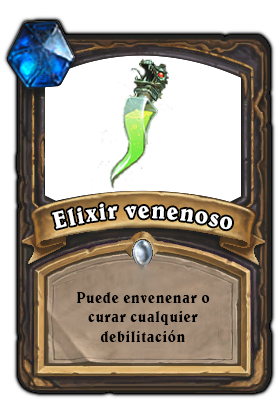 Elixir venenoso
Puede envenenar o
curar cualquier
debilitación